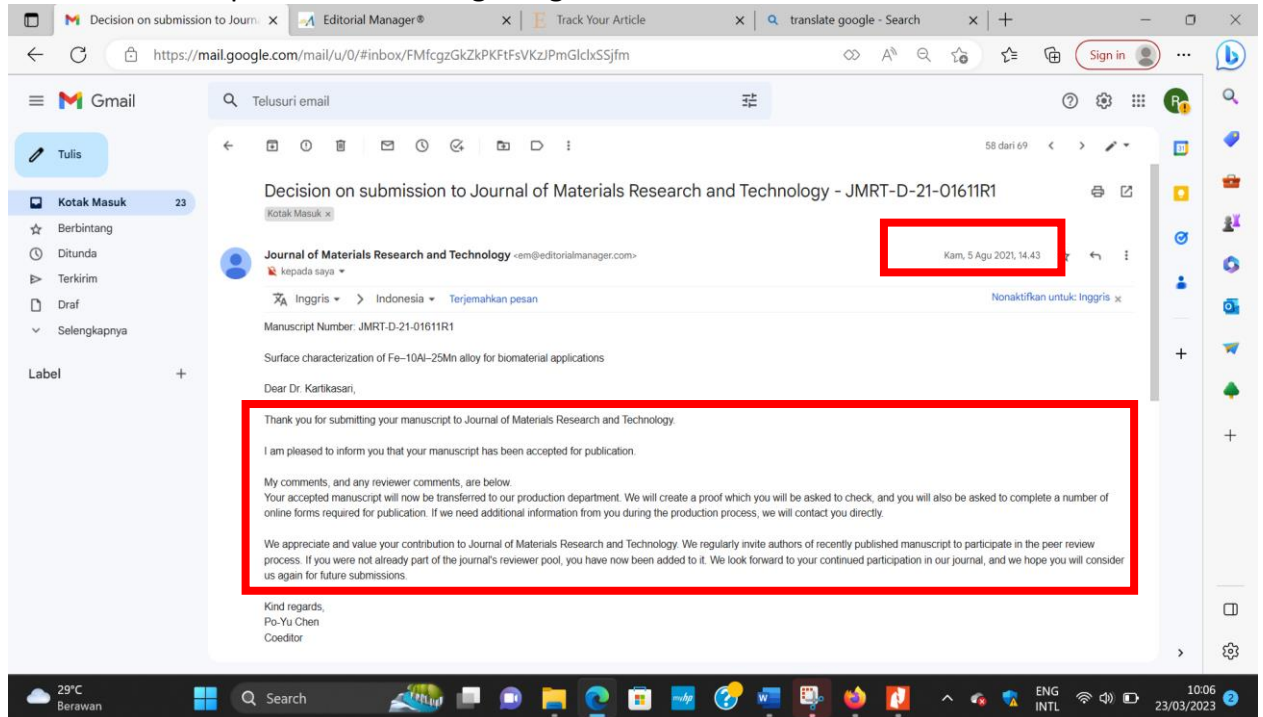 Decision on submission to Journ
Editorial Manager®
Track Your Article
translate google - Search
https://mail.google.com/mail/u/0/#inbox/FMfcgzGkZkPKFtFsVKzJPmGlclxSSjfm
Sign in
Gmail
Telusuri email
Tulis
58 dari 69
Kotak Masuk 23
Berbintang
Ditunda
Terkirim
Draf
Selengkapnya
Label
Decision on submission to Journal of Materials Research and Technology - JMRT-D-21-01611R1
Kotak Masuk ×
Journal of Materials Research and Technology <em@editorialmanager.com>
Kam, 5 Agu 2021, 14.43
kepada saya
Inggris > Indonesia Terjemahkan pesan
Nonaktifkan untuk: Inggris ×
Manuscript Number: JMRT-D-21-01611R1
Surface characterization of Fe–10Al–25Mn alloy for biomaterial applications
Dear Dr. Kartikasari,
Thank you for submitting your manuscript to Journal of Materials Research and Technology.
I am pleased to inform you that your manuscript has been accepted for publication.
My comments, and any reviewer comments, are below.
Your accepted manuscript will now be transferred to our production department. We will create a proof which you will be asked to check, and you will also be asked to complete a number of
online forms required for publication. If we need additional information from you during the production process, we will contact you directly.
We appreciate and value your contribution to Journal of Materials Research and Technology. We regularly invite authors of recently published manuscript to participate in the peer review
process. If you were not already part of the journal's reviewer pool, you have now been added to it. We look forward to your continued participation in our journal, and we hope you will consider
us again for future submissions.
Kind regards,
Po-Yu Chen
Coeditor
29°C
Berawan
Search
ENG
INTL
10:06
23/03/2023
2